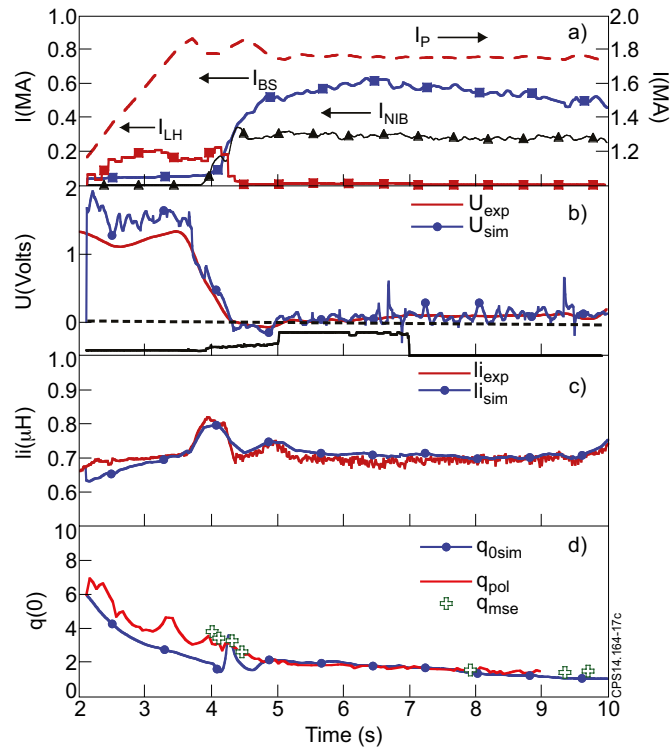 1.0
0.8
0.6
0.4
0.2
I(MA)
a)
I_P
I_BS
I_LH
I_NIB
2.0
1.8
1.6
1.4
1.2
I(MA)
2
1
0
U(Volts)
b)
U_exp
U_sim
1.0
0.9
0.8
0.7
0.6
li(μH)
c)
li_exp
li_sim
10
8
6
4
2
0
q(0)
d)
q_0sim
q_pol
q_mse
CPS14.164-17c
2 3 4 5 6 7 8 9 10
Time (s)